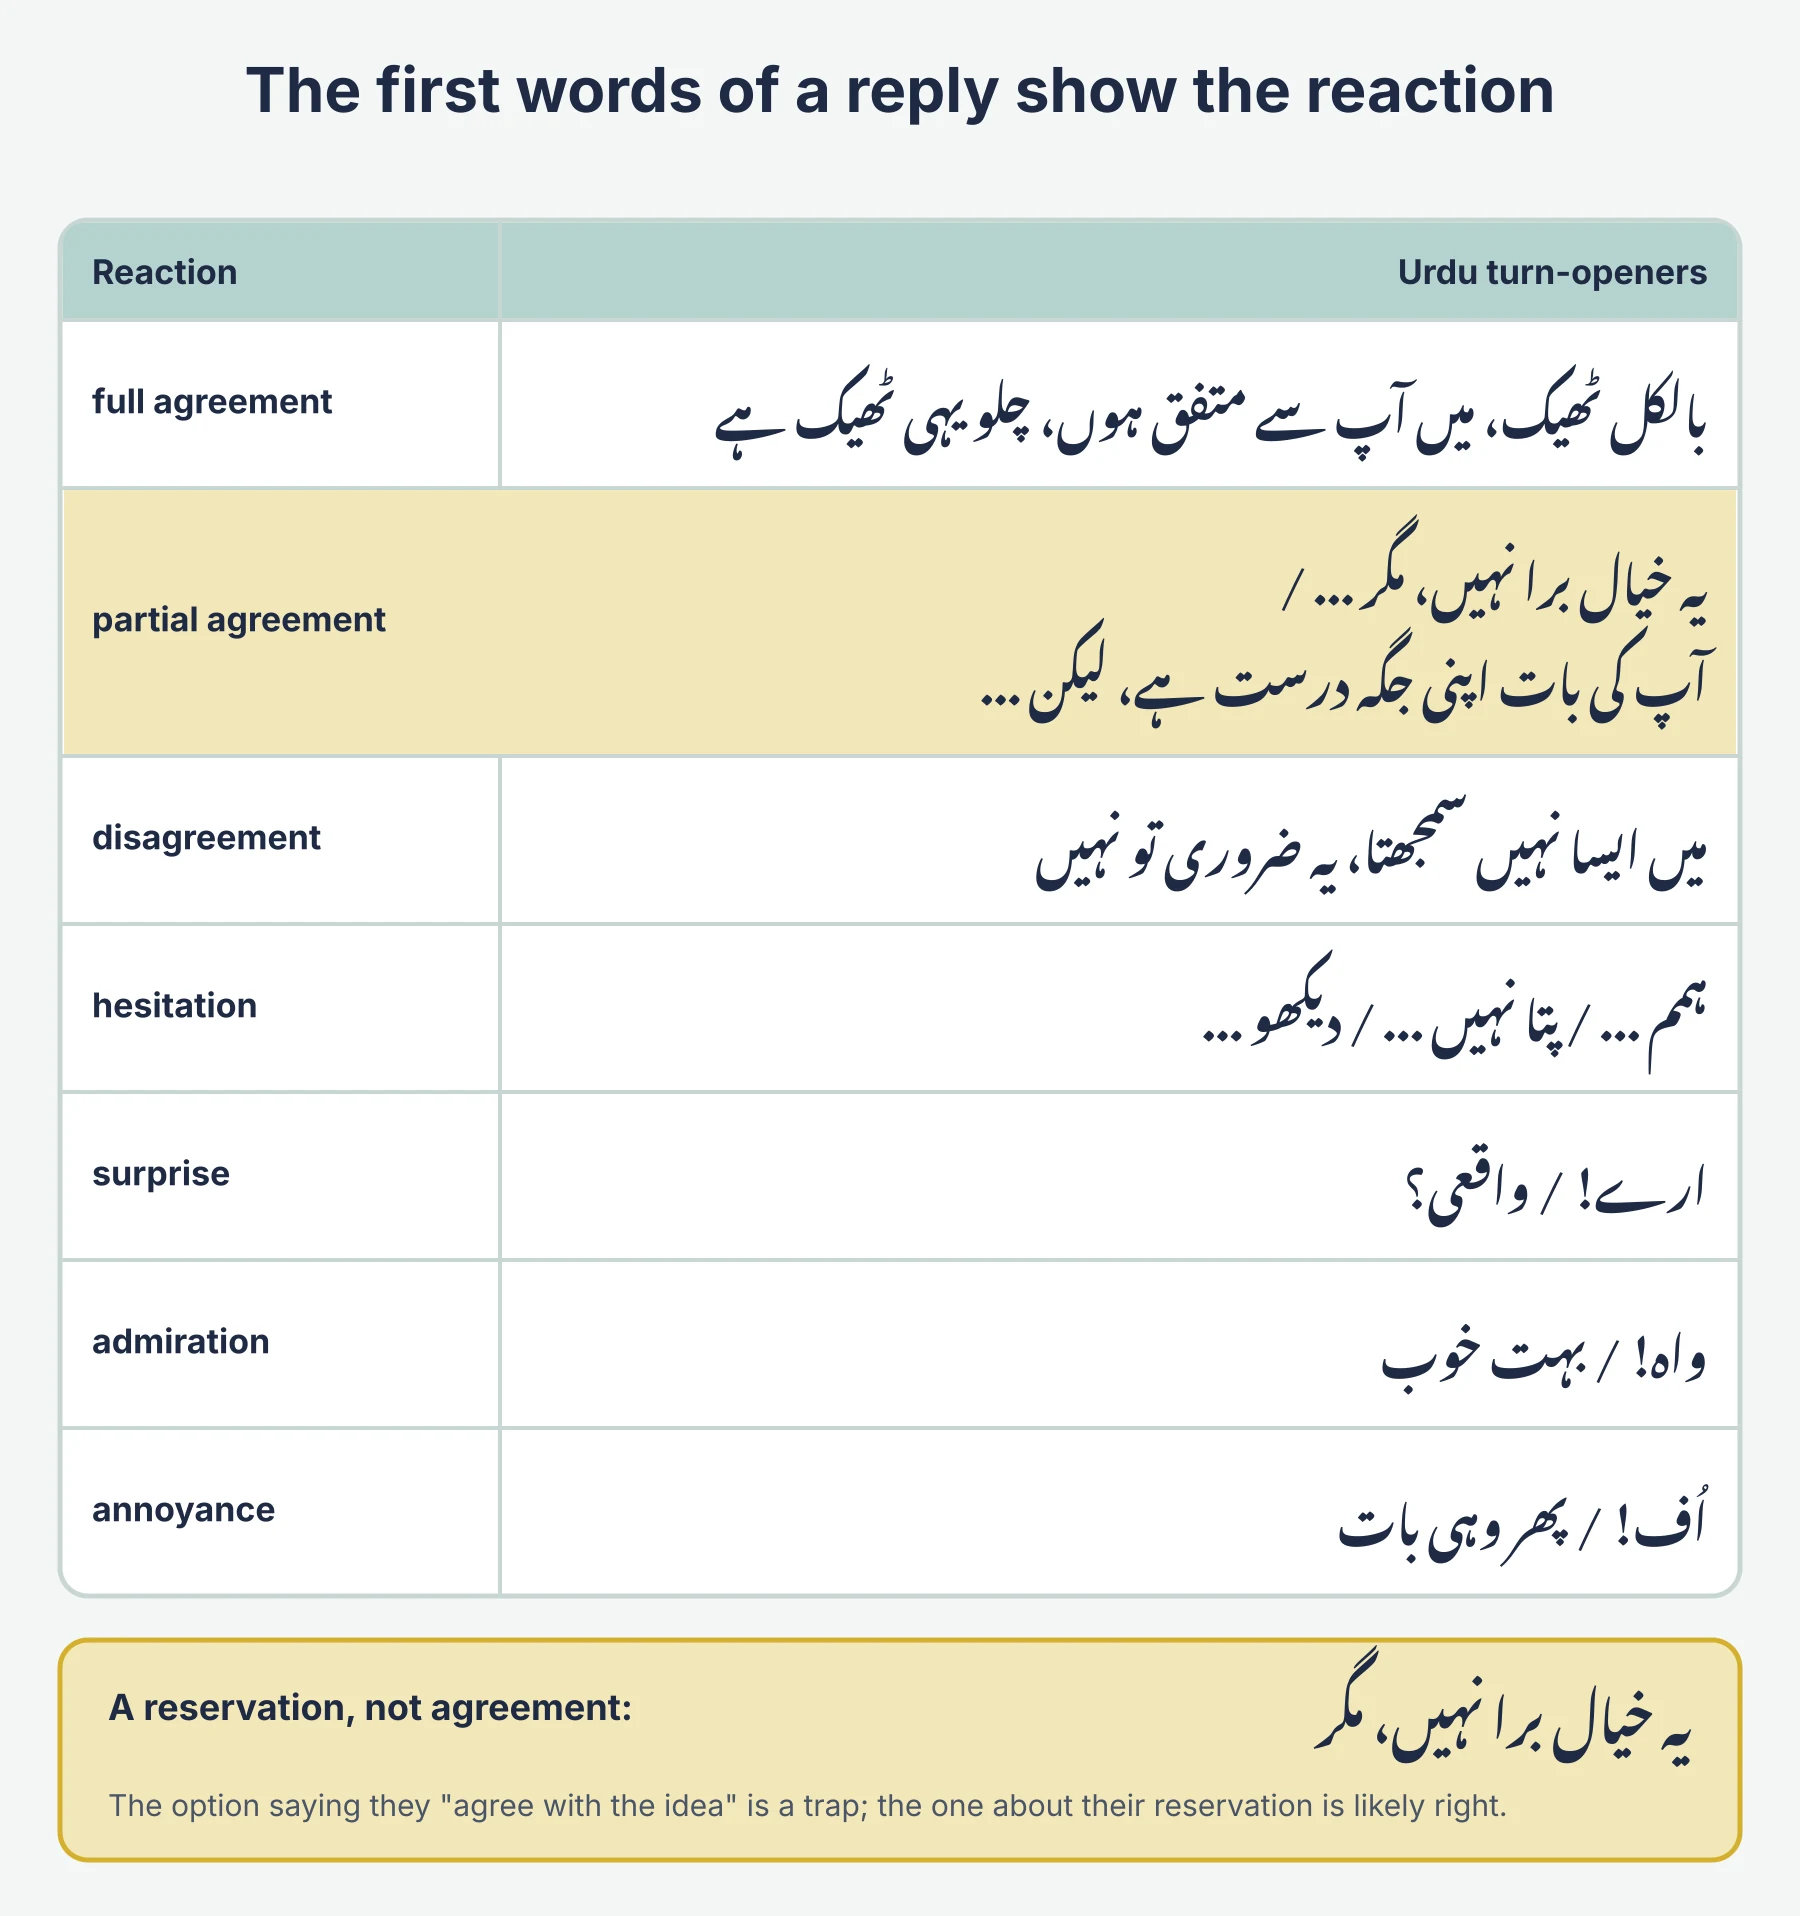 The first words of a reply show the reaction
Reaction
Urdu turn-openers
full agreement
بالکل ٹھیک، میں آپ سے متفق ہوں، چلو یہی ٹھیک ہے
partial agreement
یہ خیال برا نہیں، مگر ... /
آپ کی بات اپنی جگہ درست ہے، لیکن ...
disagreement
میں ایسا نہیں سمجھتا، یہ ضروری تو نہیں
hesitation
ہمم ... / پتا نہیں ... / دیکھو ...
surprise
ارے! / واقعی؟
admiration
واہ! / بہت خوب
annoyance
اُف! / پھر وہی بات
A reservation, not agreement:
یہ خیال برا نہیں، مگر
The option saying they "agree with the idea" is a trap; the one about their reservation is likely right.